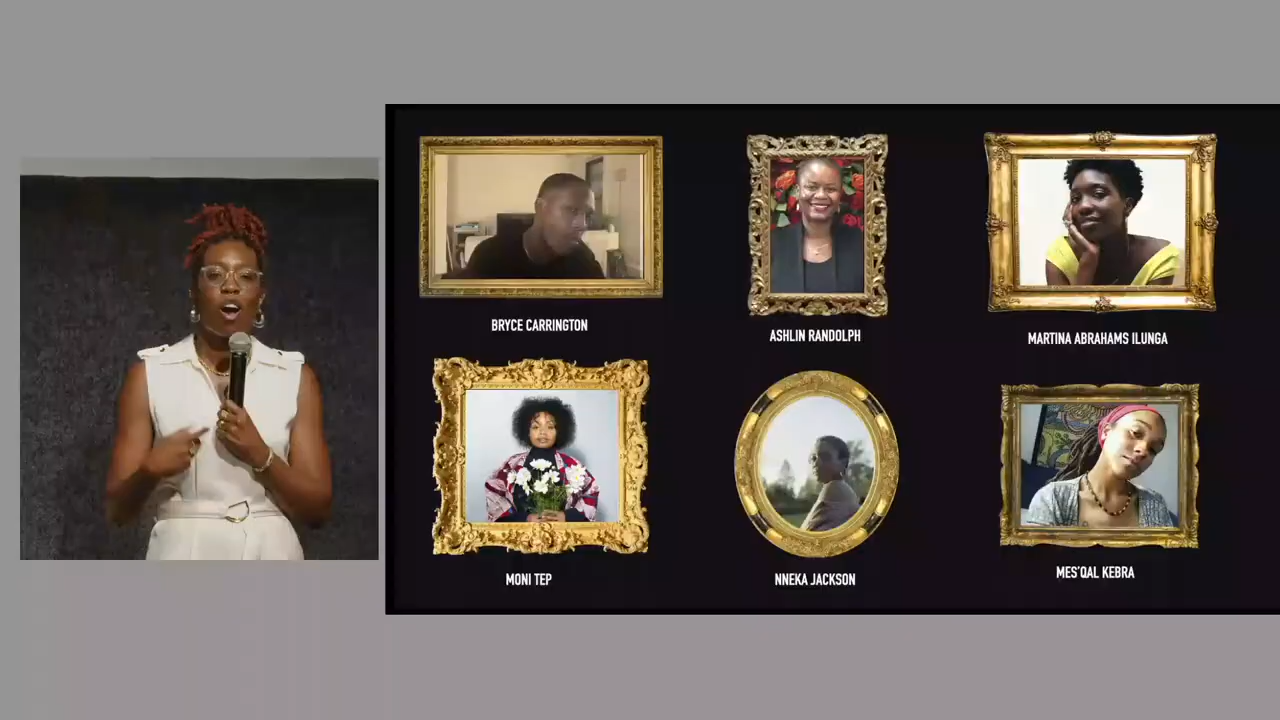 BRYCE CARRINGTON
ASHLIN RANDOLPH
MARTINA ABRAHAMS ILUNGA
MONI TEP
NNEKA JACKSON
MES'QAL KEBRA